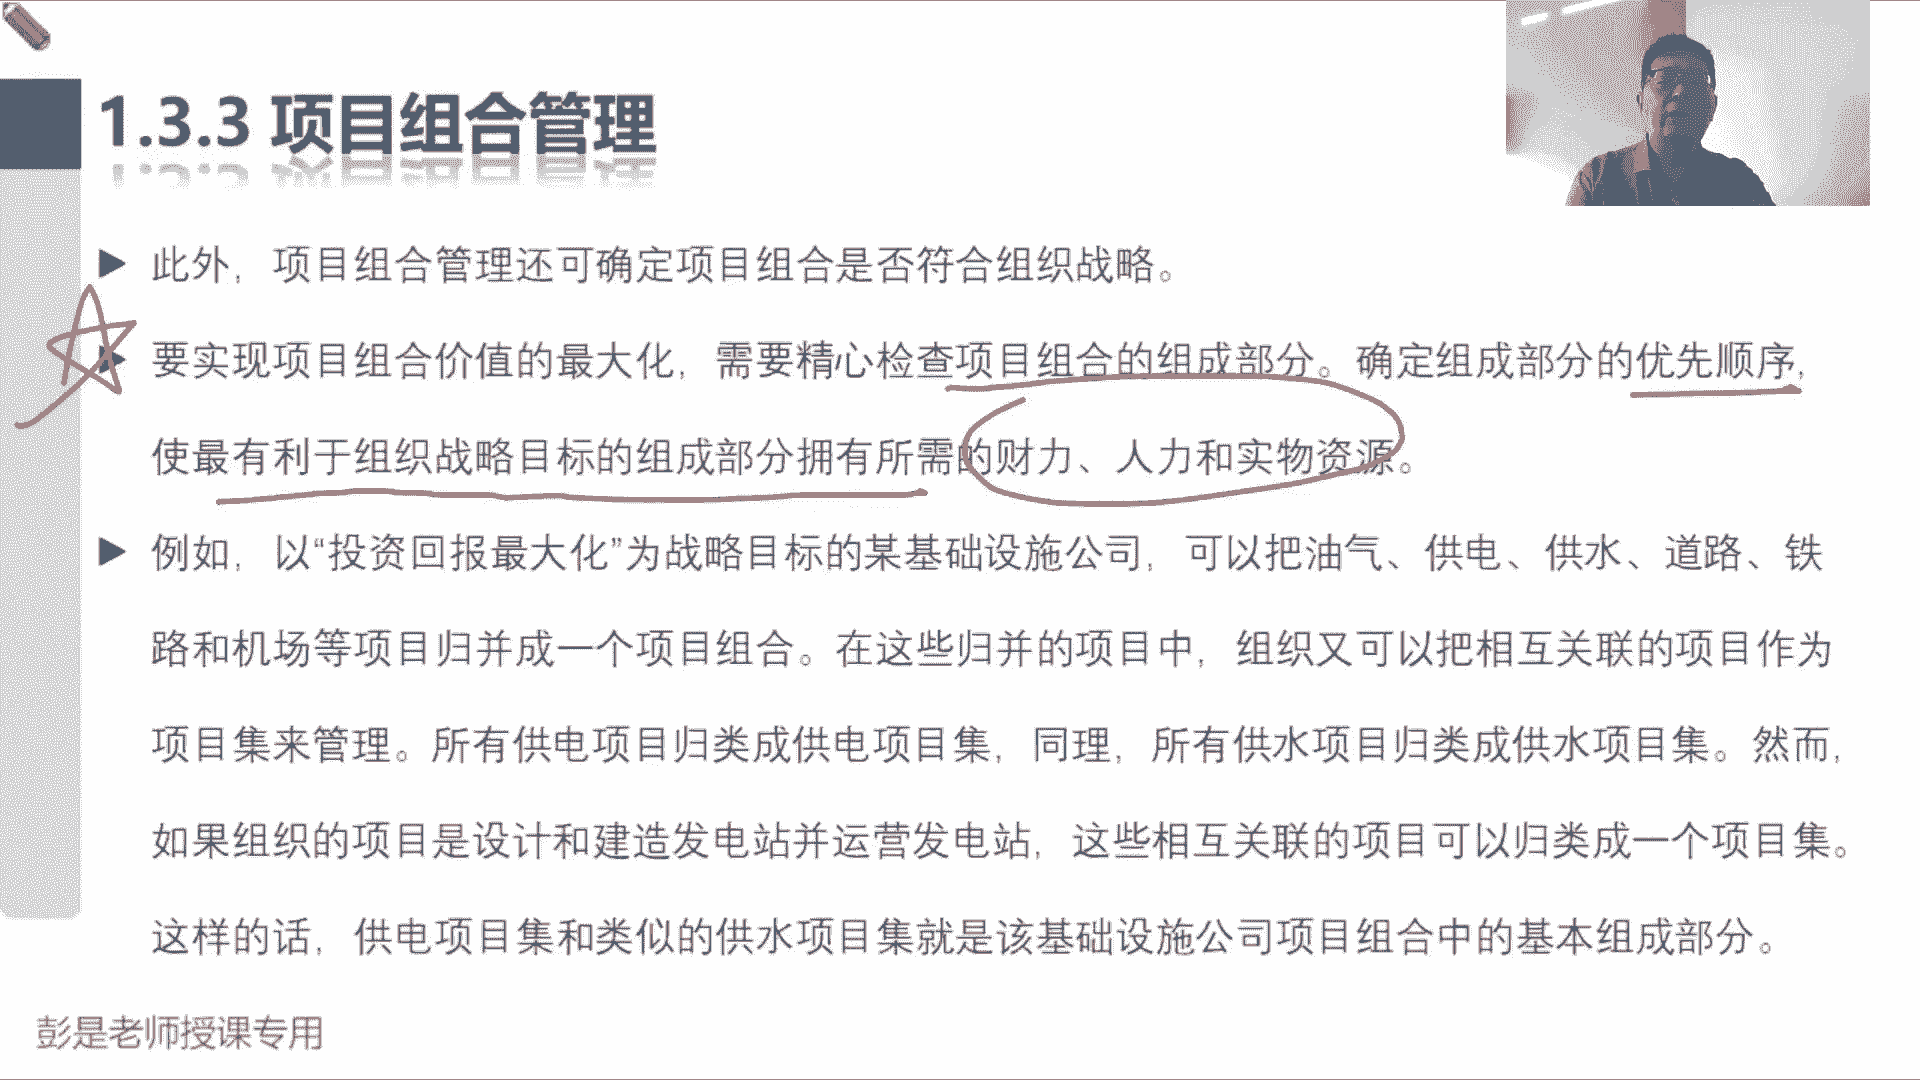 1.3.3 项目组合管理
此外，项目组合管理还可确定项目组合是否符合组织战略。
要实现项目组合价值的最大化，需要精心检查项目组合的组成部分。确定组成部分的优先顺序，
使最有利于组织战略目标的组成部分拥有所需的财力、人力和实物资源。
例如，以“投资回报最大化”为战略目标的某基础设施公司，可以把油气、供电、供水、道路、铁
路和机场等项目归并成一个项目组合。在这些归并的项目中，组织又可以把相互关联的项目作为
项目集来管理。所有供电项目归类成供电项目集，同理，所有供水项目归类成供水项目集。然而，
如果组织的项目是设计和建造发电站并运营发电站，这些相互关联的项目可以归类成一个项目集。
这样的话，供电项目集和类似的供水项目集就是该基础设施公司项目组合中的基本组成部分。
彭是老师授课专用